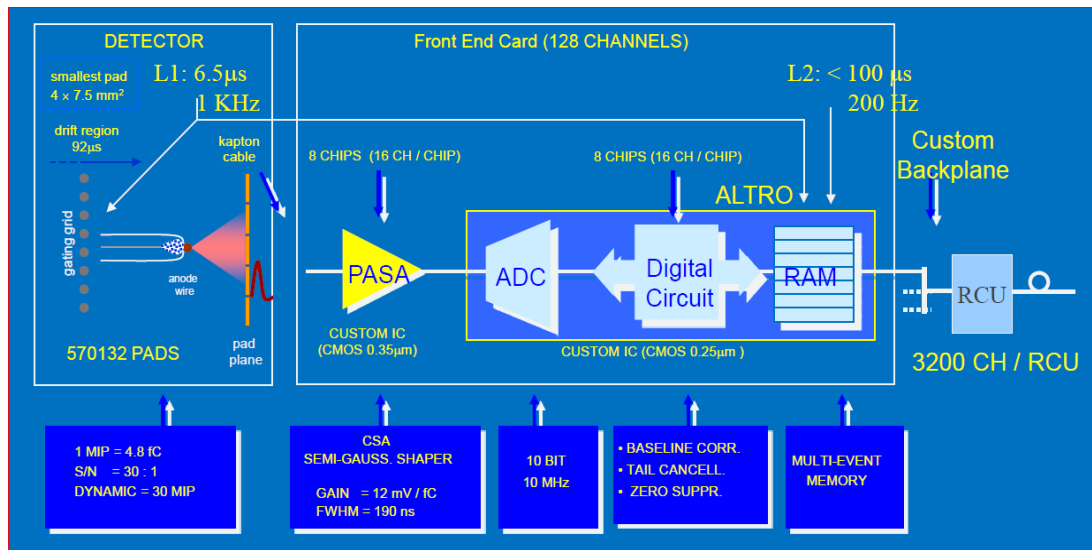 DETECTOR
smallest pad
4 × 7.5 mm²
L1: 6.5µs
1 KHz
drift region
92µs
kapton
cable
gating grid
anode
wire
pad
plane
570132 PADS
Front End Card (128 CHANNELS)
L2: < 100 µs
200 Hz
8 CHIPS (16 CH / CHIP)
8 CHIPS (16 CH / CHIP)
Custom
Backplane
ALTRO
PASA
ADC
Digital
Circuit
RAM
RCU
CUSTOM IC
(CMOS 0.35µm)
CUSTOM IC (CMOS 0.25µm )
3200 CH / RCU
1 MIP = 4.8 fC
S/N = 30 : 1
DYNAMIC = 30 MIP
CSA
SEMI-GAUSS. SHAPER
GAIN = 12 mV / fC
FWHM = 190 ns
10 BIT
10 MHz
• BASELINE CORR.
• TAIL CANCELL.
• ZERO SUPPR.
MULTI-EVENT
MEMORY